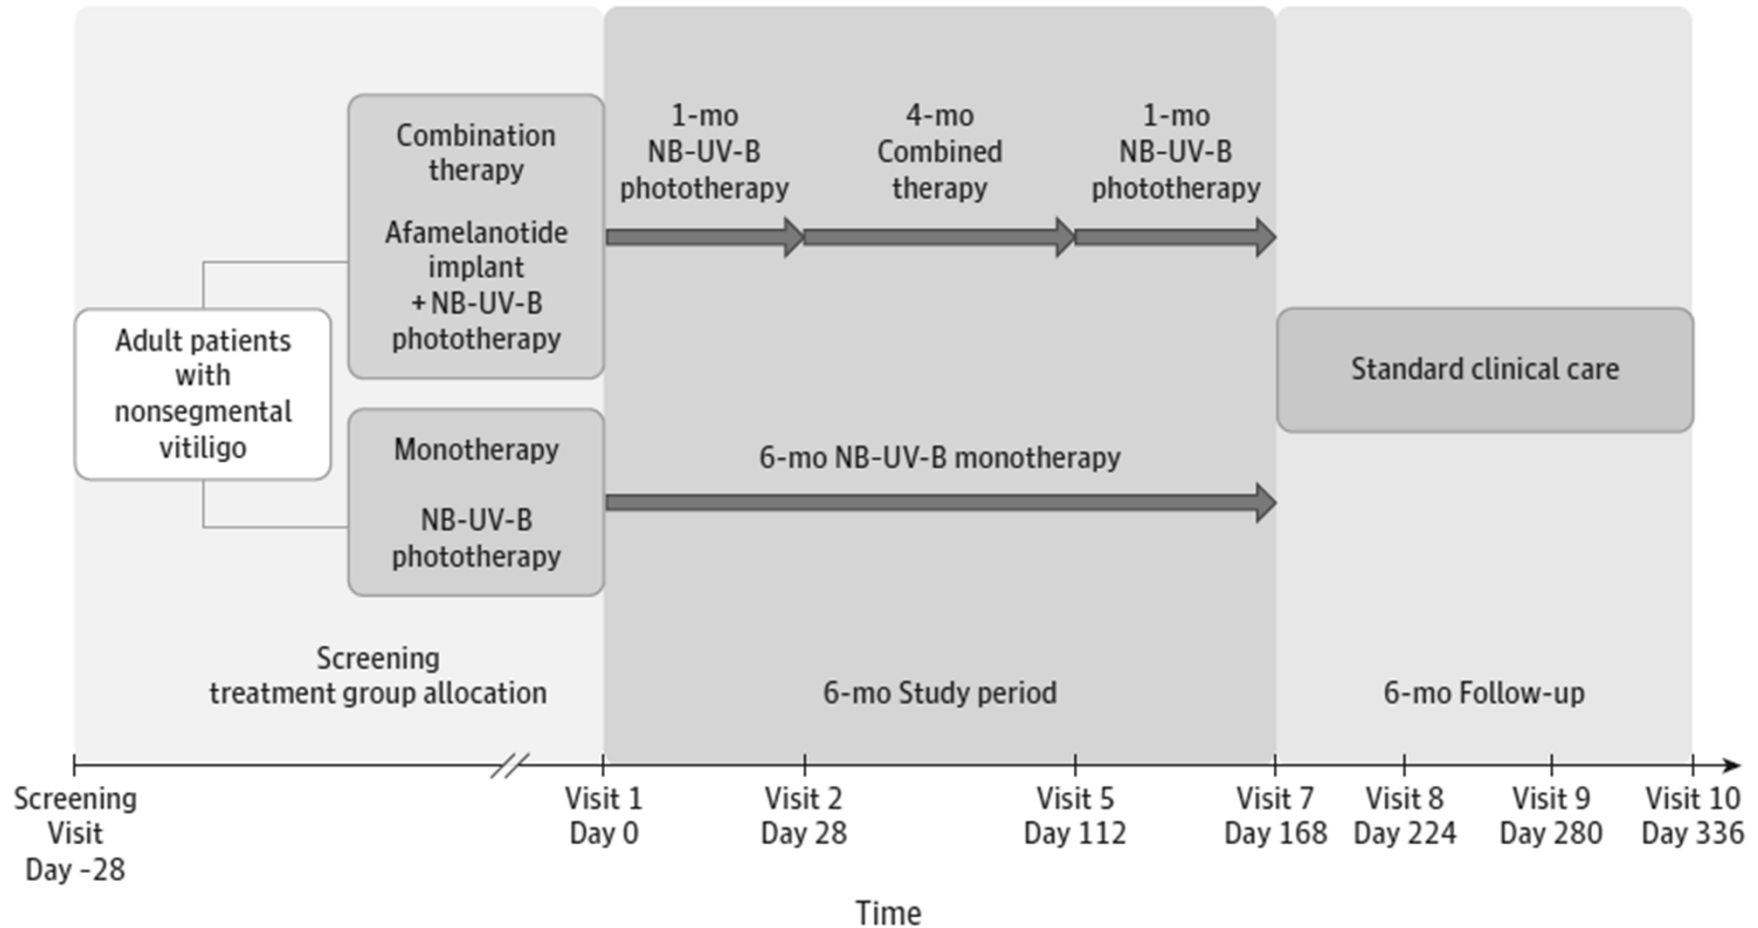 Combination
therapy
Afamelanotide
implant
+ NB-UV-B
phototherapy
1-mo
NB-UV-B
phototherapy
4-mo
Combined
therapy
1-mo
NB-UV-B
phototherapy
Adult patients
with
nonsegmental
vitiligo
Standard clinical care
Monotherapy
NB-UV-B
phototherapy
6-mo NB-UV-B monotherapy
Screening
treatment group allocation
6-mo Study period
6-mo Follow-up
Screening
Visit
Day -28
Visit 1
Day 0
Visit 2
Day 28
Visit 5
Day 112
Visit 7
Day 168
Visit 8
Day 224
Visit 9
Day 280
Visit 10
Day 336
Time